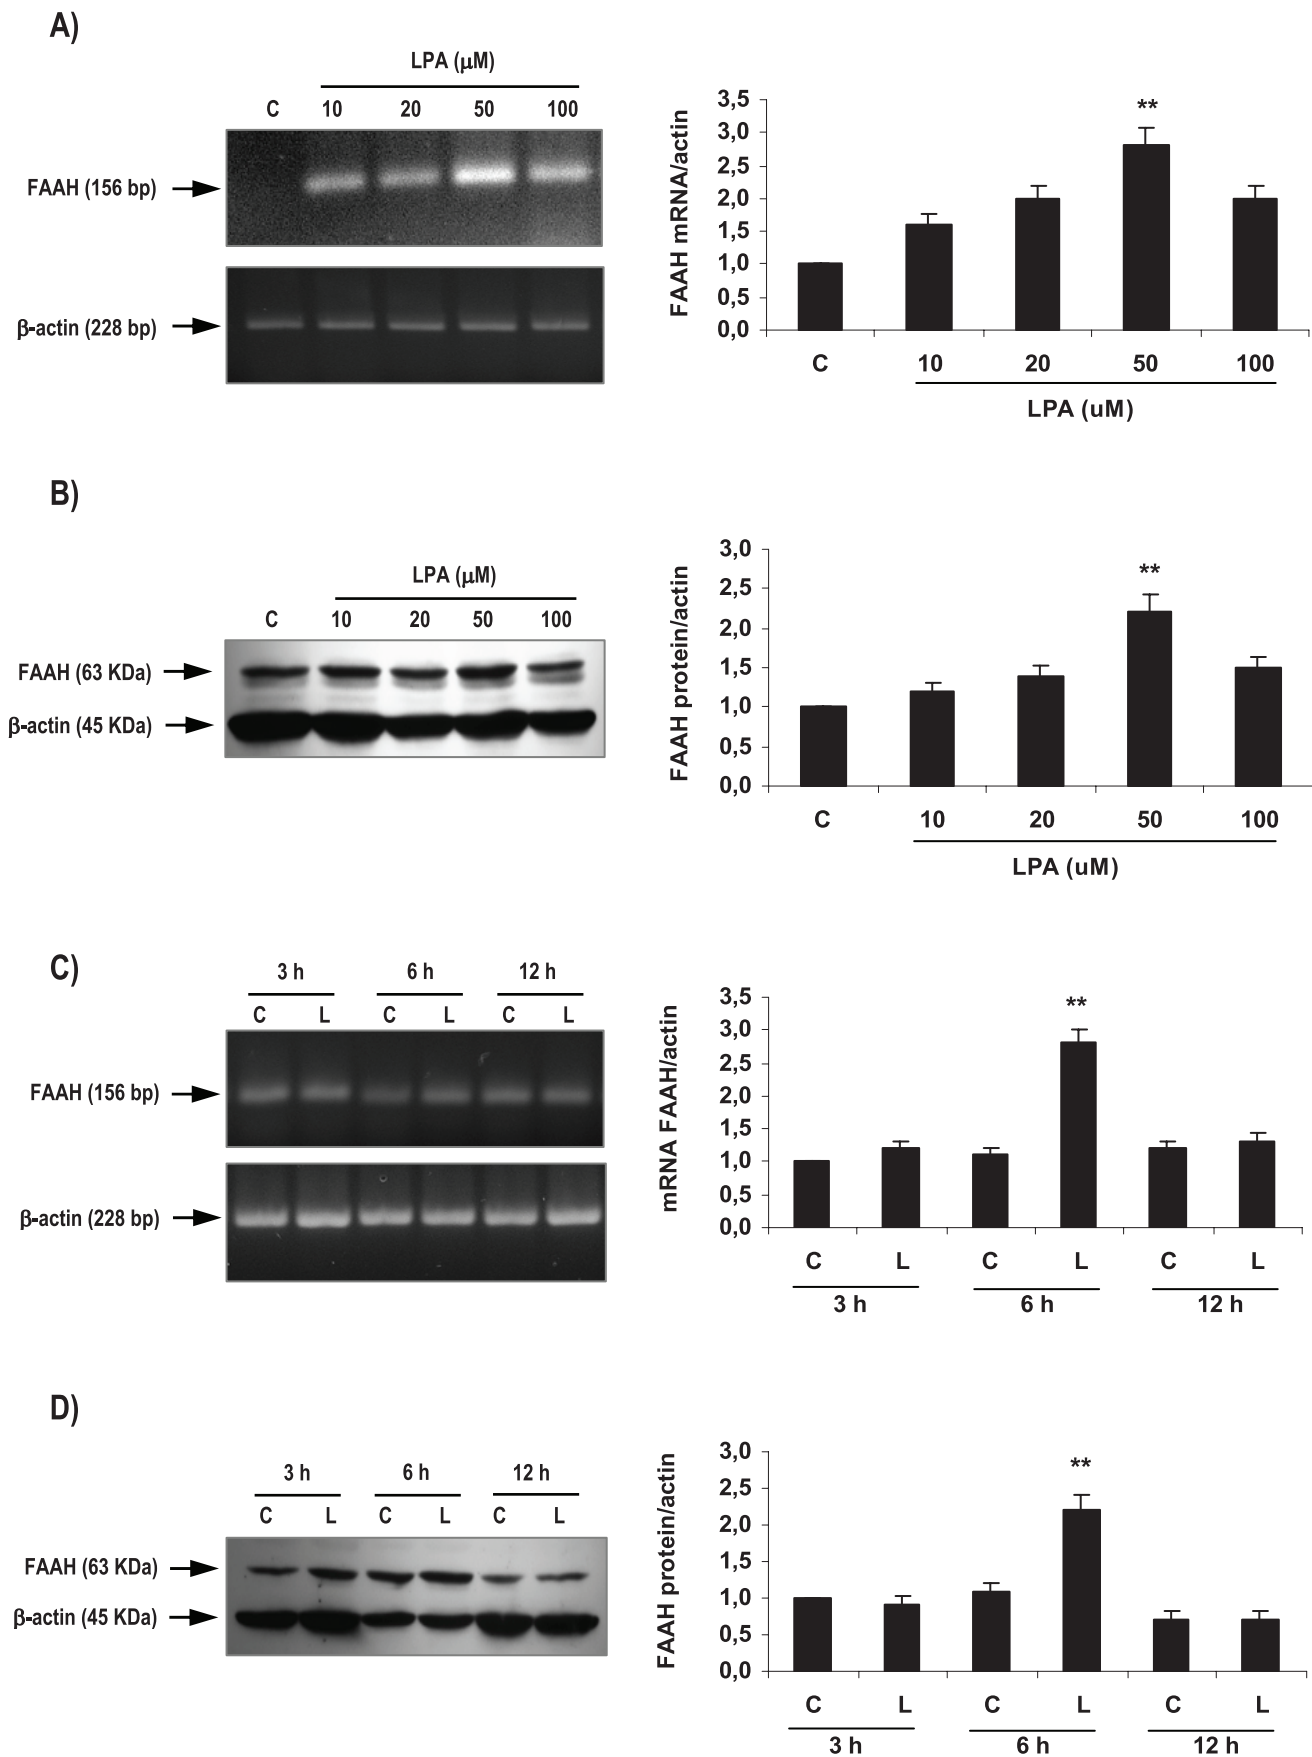 A)
LPA (μM)
C 10 20 50 100
FAAH (156 bp)
β-actin (228 bp)
FAAH mRNA/actin
3,5
3,0
2,5
2,0
1,5
1,0
0,5
0,0
**
C 10 20 50 100
LPA (uM)
B)
LPA (μM)
C 10 20 50 100
FAAH (63 KDa)
β-actin (45 KDa)
FAAH protein/actin
3,0
2,5
2,0
1,5
1,0
0,5
0,0
**
C 10 20 50 100
LPA (uM)
C)
3 h 6 h 12 h
C L C L C L
FAAH (156 bp)
β-actin (228 bp)
mRNA FAAH/actin
3,5
3,0
2,5
2,0
1,5
1,0
0,5
0,0
**
C L C L C L
3 h 6 h 12 h
D)
3 h 6 h 12 h
C L C L C L
FAAH (63 KDa)
β-actin (45 KDa)
FAAH protein/actin
3,0
2,5
2,0
1,5
1,0
0,5
0,0
**
C L C L C L
3 h 6 h 12 h